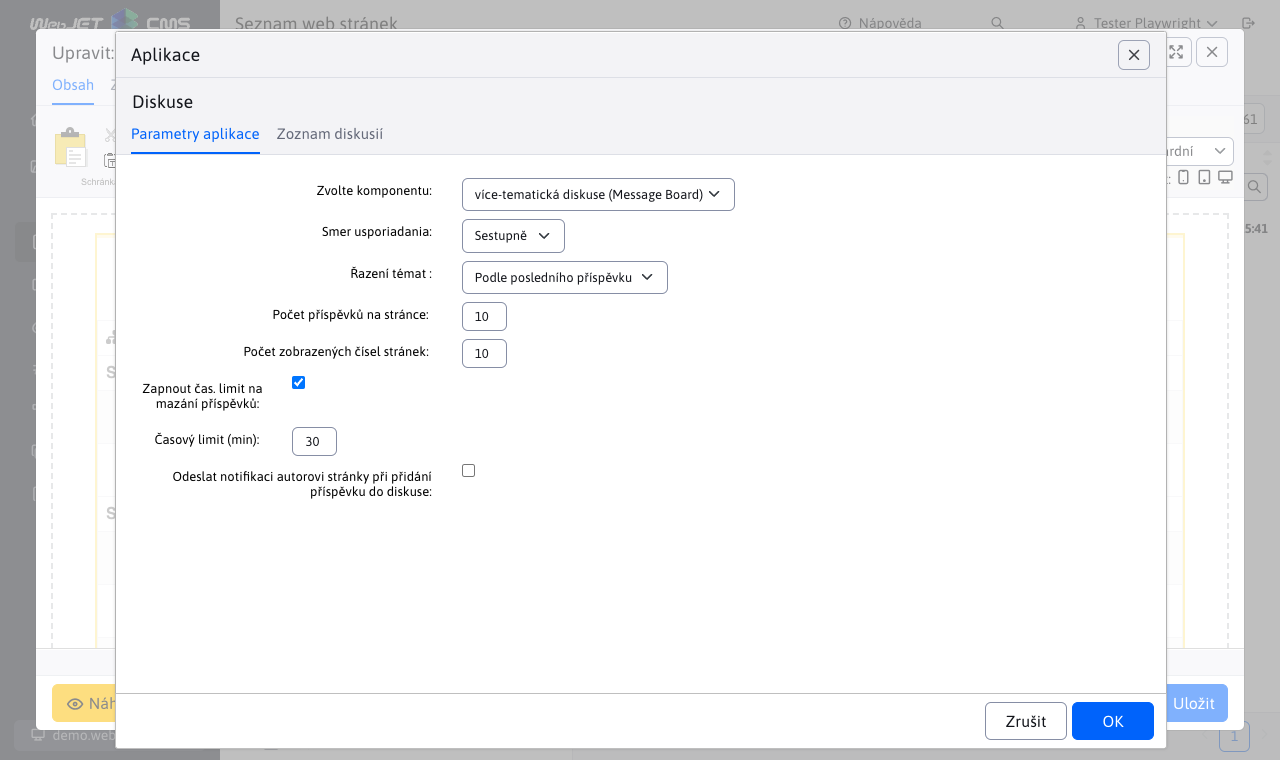 WebJET CMS
Seznam web stránek
Nápověda
Tester Playwright
Upravit:
Aplikace
Obsah
Diskuse
Parametry aplikace
Zoznam diskusií
61
Schránka
Zvolte komponentu:
více-tematická diskuse (Message Board)
Smer usporiadania:
Sestupně
5:41
Řazení témat :
Podle posledního příspěvku
Počet příspěvků na stránce:
10
Počet zobrazených čísel stránek:
10
Zapnout čas. limit na
mazání příspěvků:
Časový limit (min):
30
Odeslat notifikaci autorovi stránky při přidání
příspěvku do diskuse:
Uložit
Zrušit
OK
demo.web
1